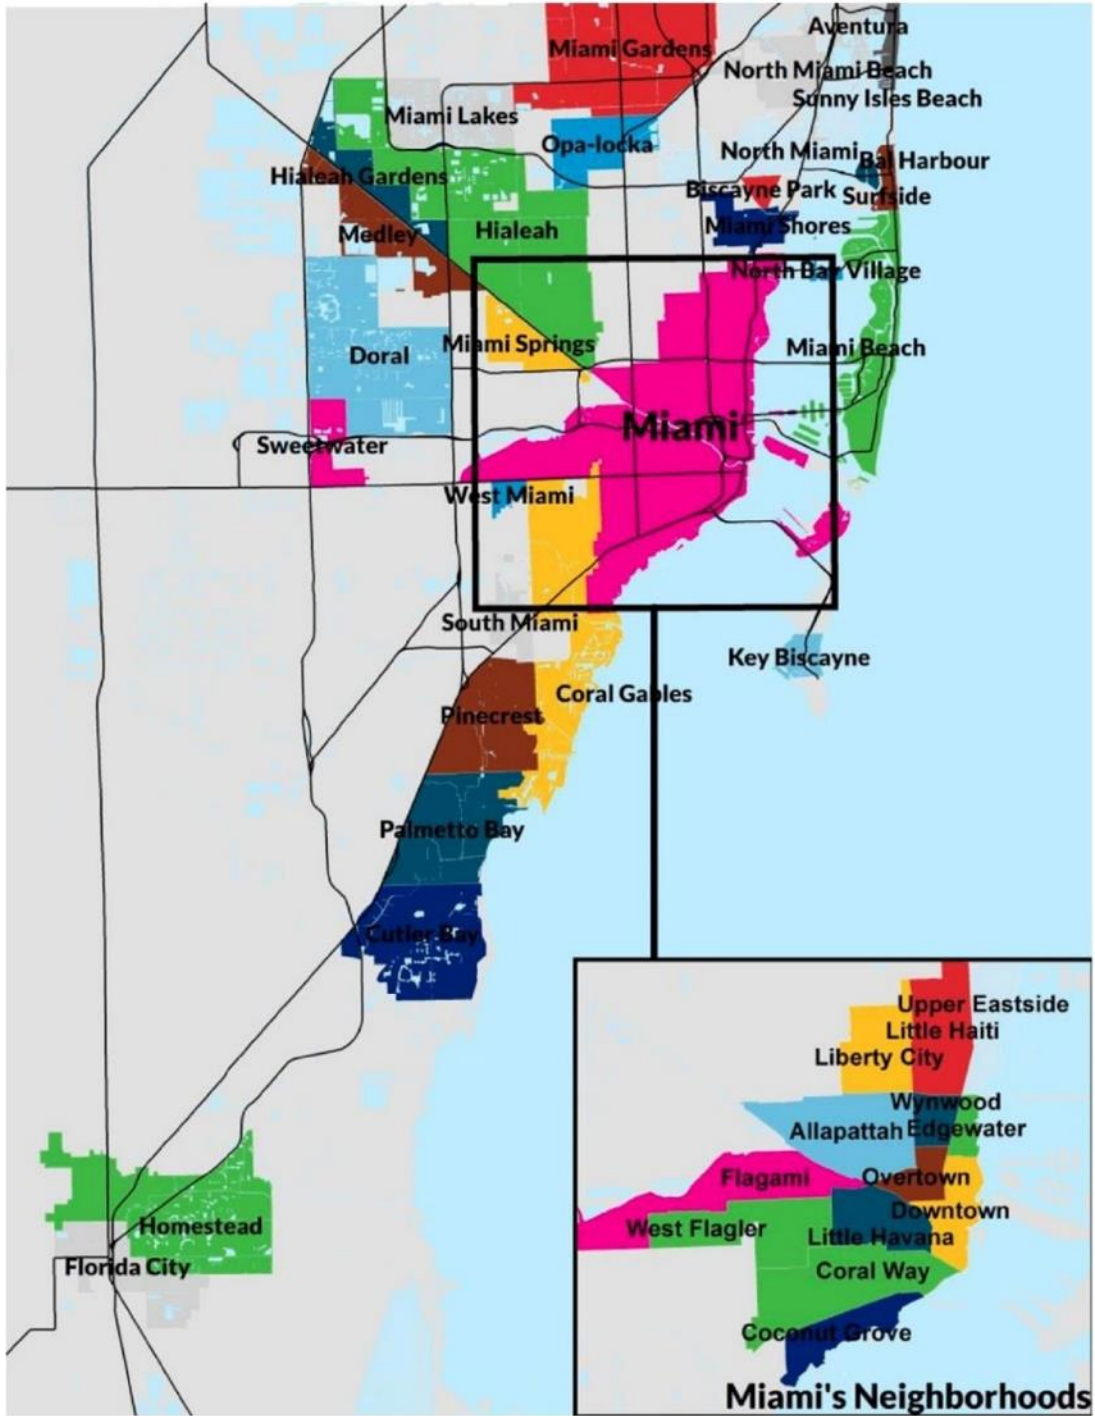 Aventura
Miami Gardens
North Miami Beach
Sunny Isles Beach
Miami Lakes
Opa-locka
North Miami
Bal Harbour
Hialeah Gardens
Biscayne Park
Surfside
Medley
Hialeah
Miami Shores
North Bay Village
Miami Springs
Miami Beach
Doral
Miami
Sweetwater
West Miami
South Miami
Key Biscayne
Coral Gables
Pinecrest
Palmetto Bay
Cutler Bay
Homestead
Florida City
Upper Eastside
Little Haiti
Liberty City
Wynwood
Allapattah
Edgewater
Flagami
Overtown
Downtown
West Flagler
Little Havana
Coral Way
Coconut Grove
Miami's Neighborhoods